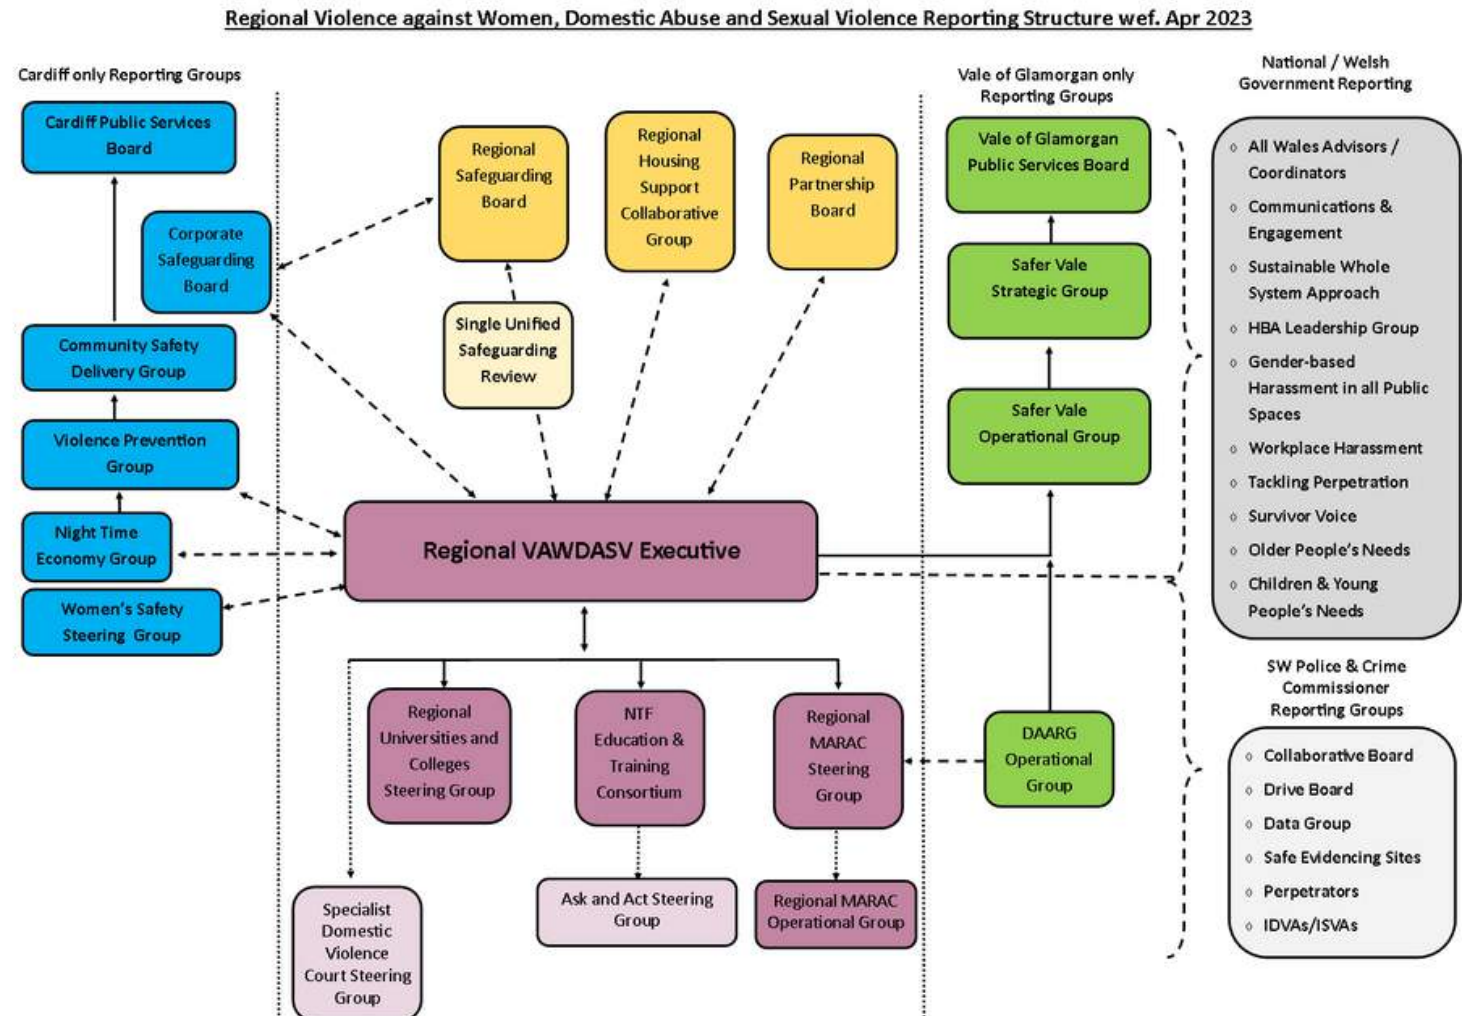 Regional Violence against Women, Domestic Abuse and Sexual Violence Reporting Structure wef. Apr 2023
Cardiff only Reporting Groups
Cardiff Public Services
Board
Corporate
Safeguarding
Board
Community Safety
Delivery Group
Violence Prevention
Group
Night Time
Economy Group
Women's Safety
Steering Group
Regional
Safeguarding
Board
Regional
Housing
Support
Collaborative
Group
Regional
Partnership
Board
Single Unified
Safeguarding
Review
Regional VAWDASV Executive
Regional
Universities and
Colleges
Steering Group
NTF
Education &
Training
Consortium
Regional
MARAC
Steering
Group
Specialist
Domestic
Violence
Court Steering
Group
Ask and Act Steering
Group
Regional MARAC
Operational Group
Vale of Glamorgan only
Reporting Groups
Vale of Glamorgan
Public Services Board
Safer Vale
Strategic Group
Safer Vale
Operational Group
DAARG
Operational
Group
National / Welsh
Government Reporting
◊ All Wales Advisors /
Coordinators
◊ Communications &
Engagement
◊ Sustainable Whole
System Approach
◊ HBA Leadership Group
◊ Gender-based
Harassment in all Public
Spaces
◊ Workplace Harassment
◊ Tackling Perpetration
◊ Survivor Voice
◊ Older People's Needs
◊ Children & Young
People's Needs
SW Police & Crime
Commissioner
Reporting Groups
◊ Collaborative Board
◊ Drive Board
◊ Data Group
◊ Safe Evidencing Sites
◊ Perpetrators
◊ IDVAs/ISVAs